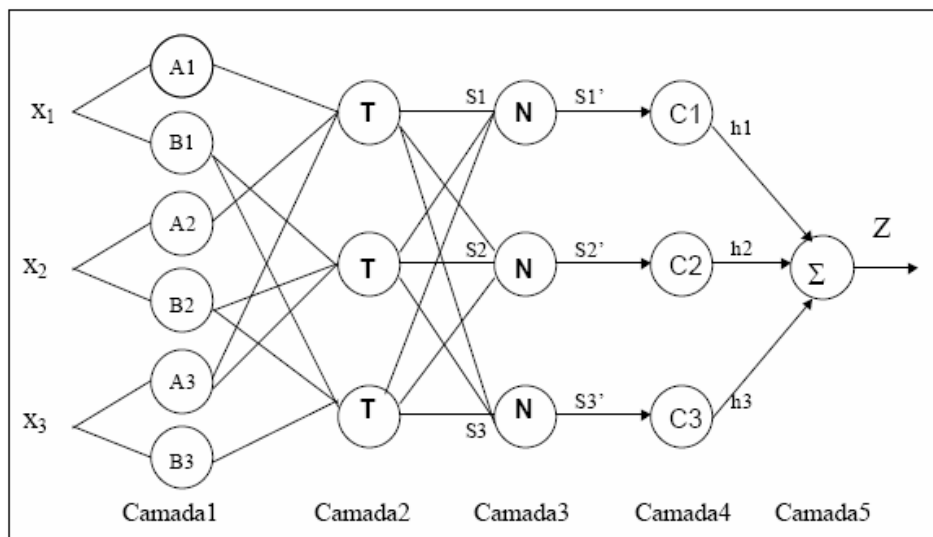 A1
X1
B1
A2
X2
B2
A3
X3
B3
T
T
T
S1
S2
S3
N
N
N
S1’
S2’
S3’
C1
C2
C3
h1
h2
h3
Σ
Z
Camada1 Camada2 Camada3 Camada4 Camada5